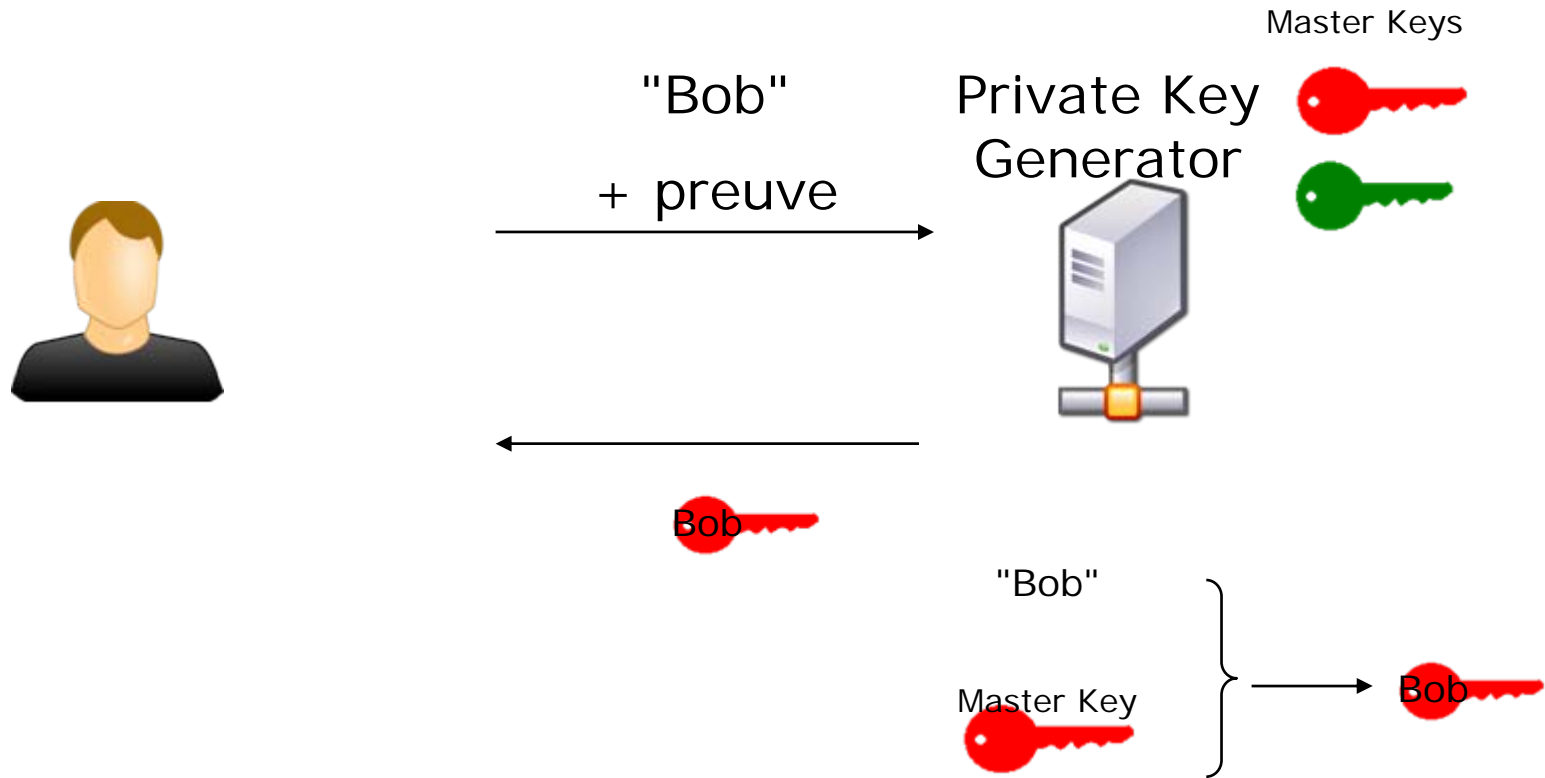 Master Keys
"Bob"
+ preuve
Private Key
Generator
Bob
"Bob"
Master Key
Bob